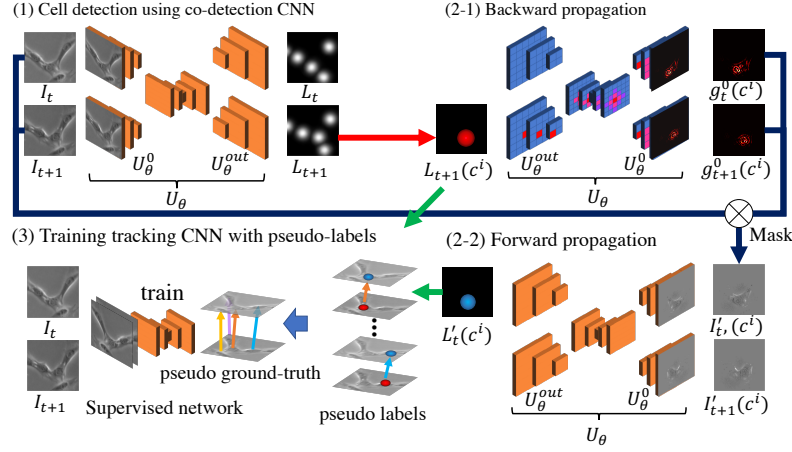 (1) Cell detection using co-detection CNN
I_t
I_{t+1}
U_θ^0
U_θ^{out}
U_θ
L_t
L_{t+1}
L_{t+1}(c^i)
(2-1) Backward propagation
U_θ^{out}
U_θ^0
U_θ
g_t^0(c^i)
g_{t+1}^0(c^i)
Mask
(3) Training tracking CNN with pseudo-labels
I_t
I_{t+1}
train
Supervised network
pseudo ground-truth
pseudo labels
L'_t(c^i)
(2-2) Forward propagation
U_θ^{out}
U_θ^0
U_θ
I'_t,(c^i)
I'_{t+1}(c^i)